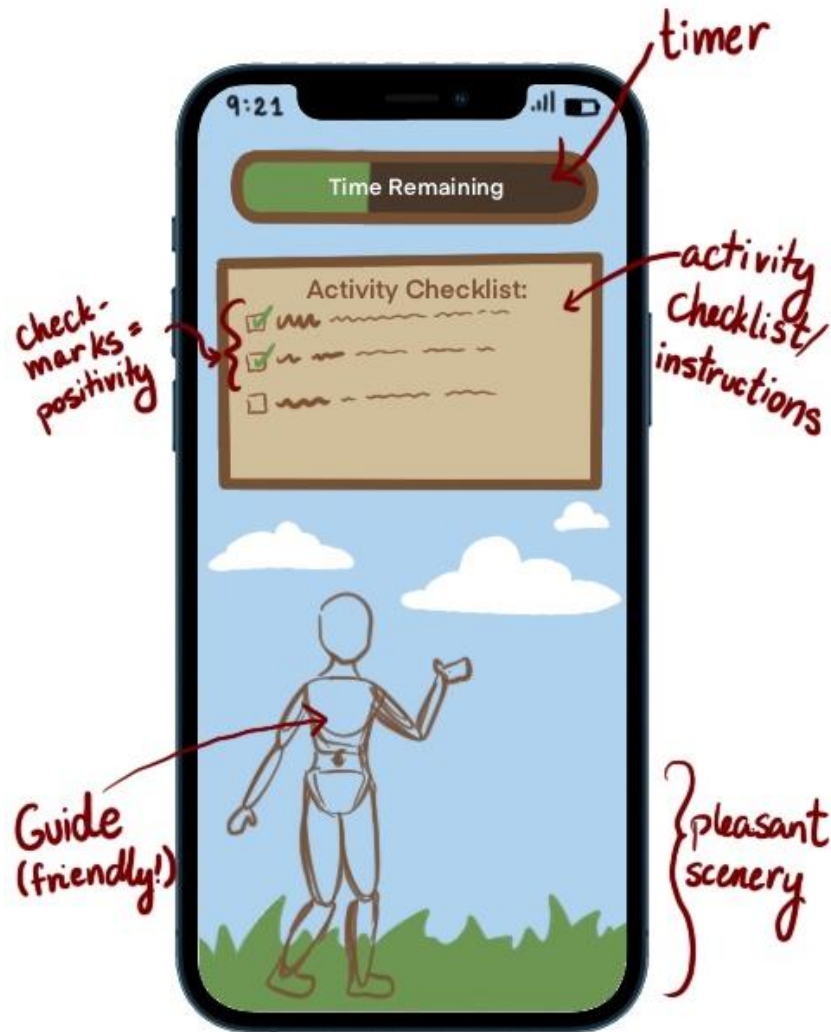 timer
9:21
Time Remaining
activity
checklist/
instructions
Activity Checklist:
check-
marks =
positivity
Guide
(friendly!)
pleasant
scenery